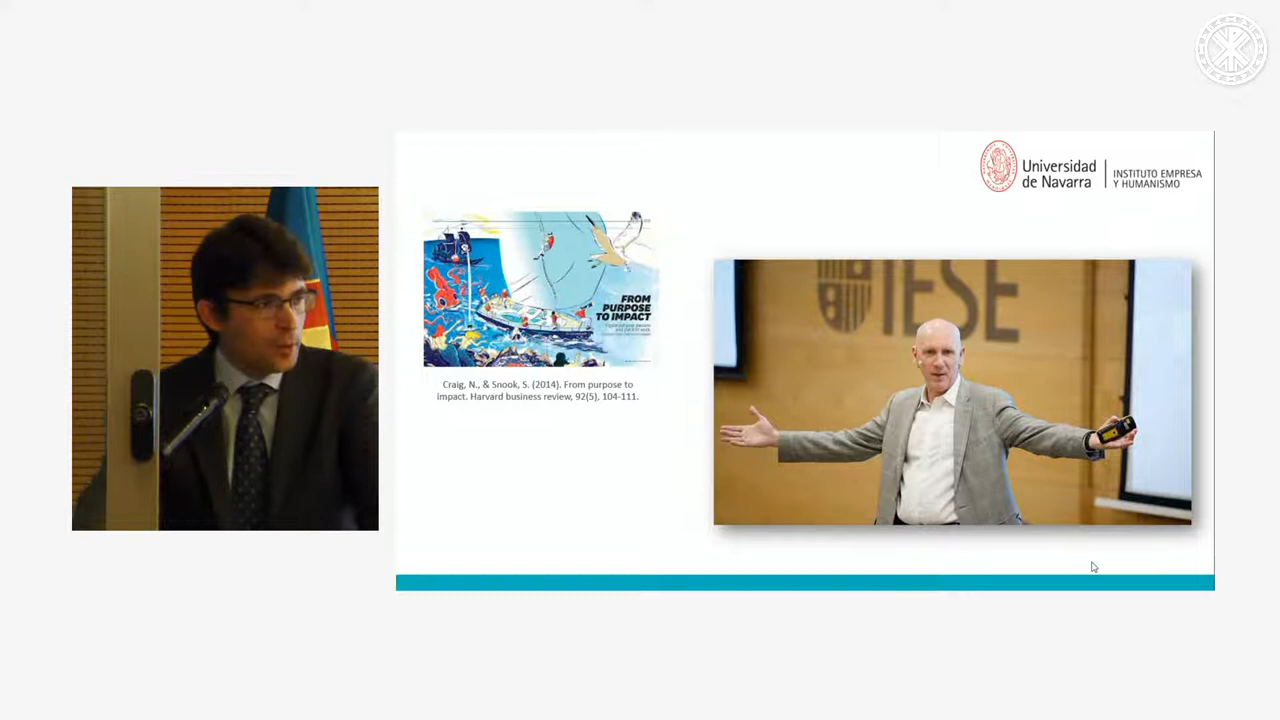 Universidad
de Navarra
INSTITUTO EMPRESA
Y HUMANISMO
FROM
PURPOSE
TO IMPACT
Craig, N., & Snook, S. (2014). From purpose to
impact. Harvard business review, 92(5), 104-111.
IESE